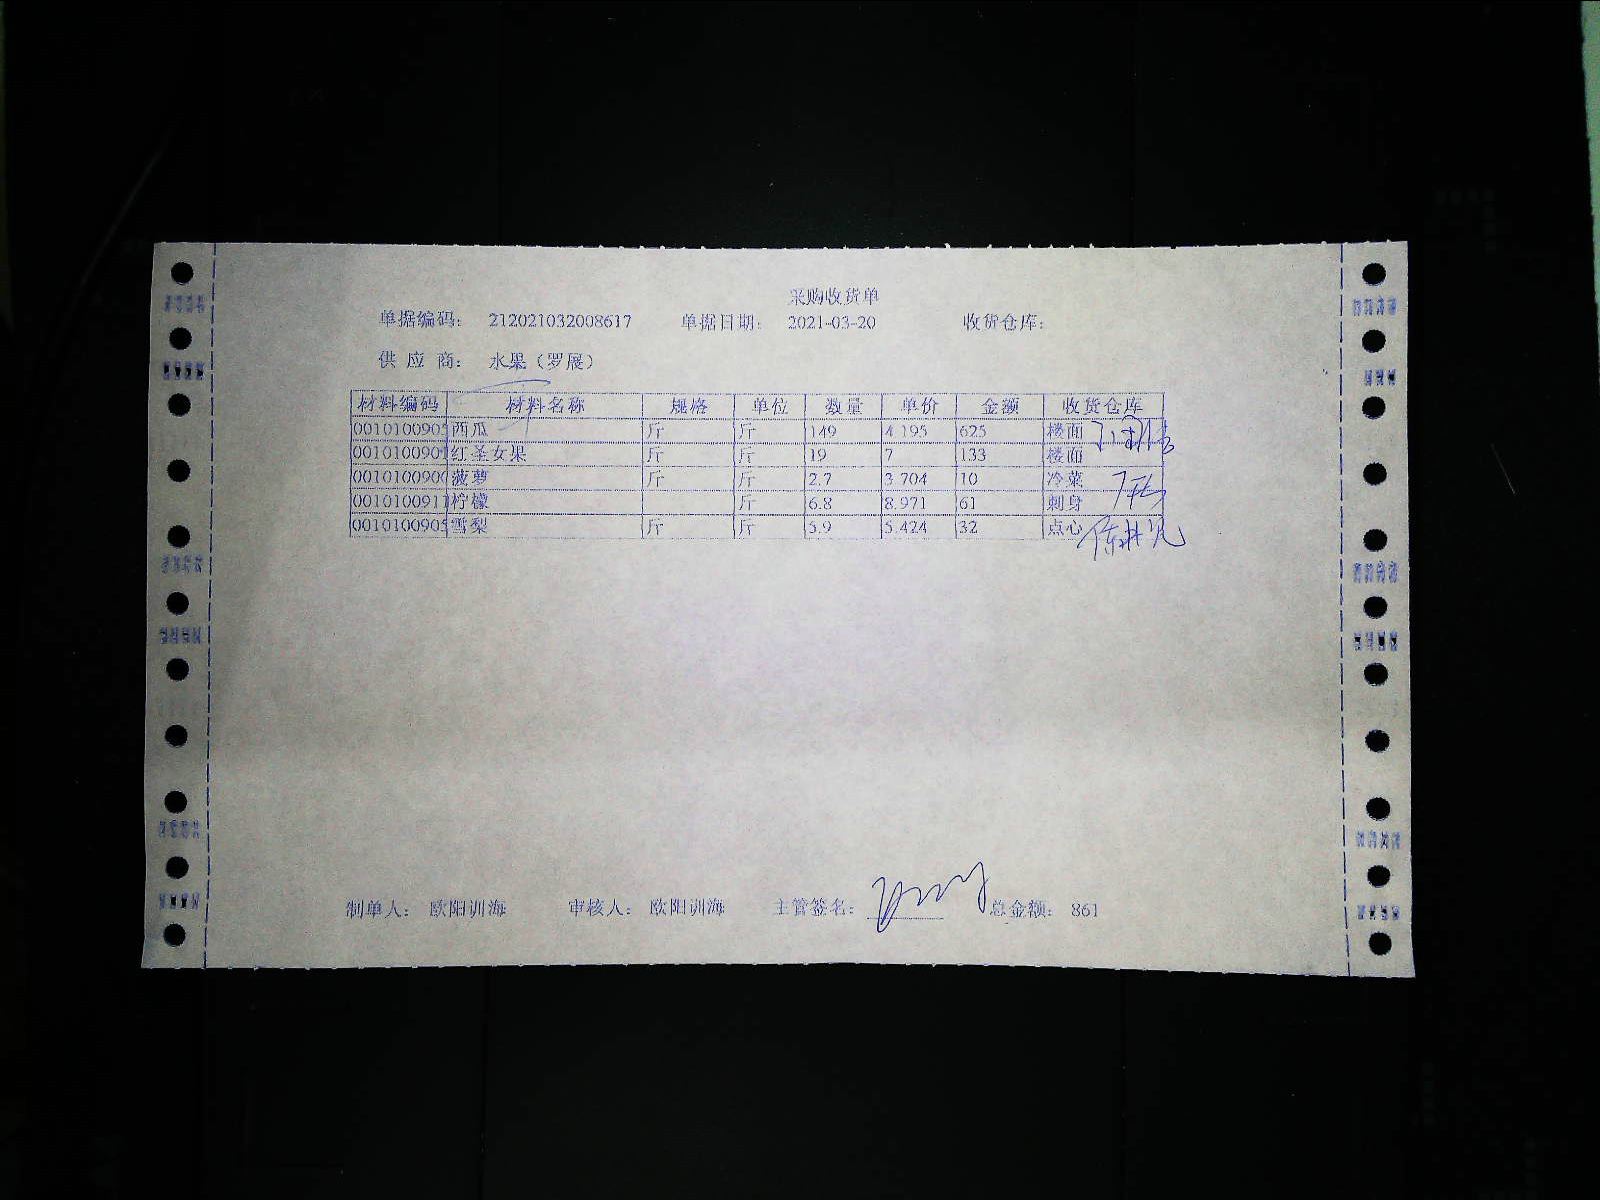 采购收货单
单据编码： 212021032008617 单据日期： 2021-03-20 收货仓库：
供 应 商： 水果（罗展）
材料编码 材料名称 规格 单位 数量 单价 金额 收货仓库
0010100905 西瓜 斤 斤 149 4.195 625 楼面
001010090 红圣女果 斤 斤 19 7 133 楼面
001010090 菠萝 斤 斤 2.7 3.704 10 冷菜
001010091 柠檬 斤 6.8 8.971 61 刺身
0010100905 雪梨 斤 斤 5.9 5.424 32 点心
制单人： 欧阳训海 审核人： 欧阳训海 主管签名： 总金额： 861